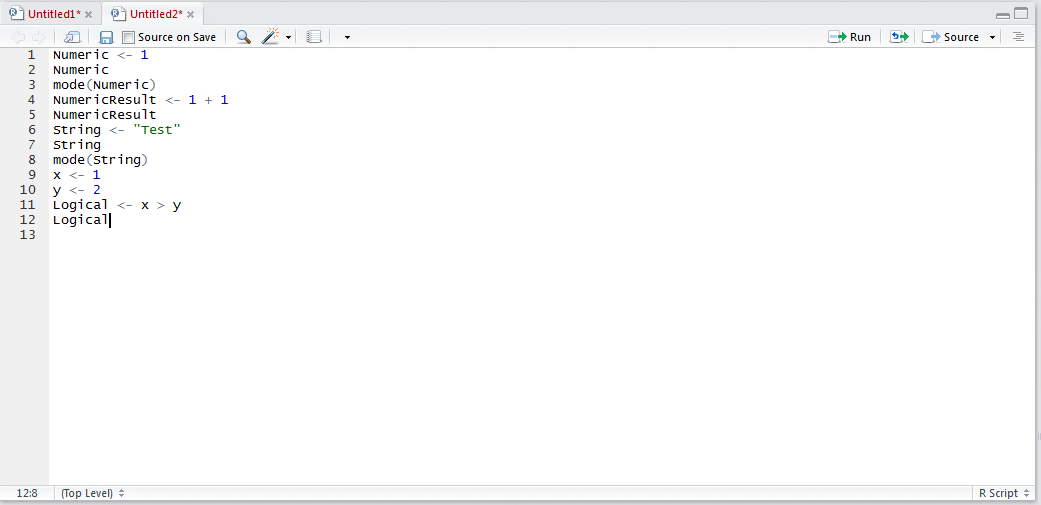 Untitled1* Untitled2*
Source on Save Run Source
1 Numeric <- 1
2 Numeric
3 mode(Numeric)
4 NumericResult <- 1 + 1
5 NumericResult
6 String <- "Test"
7 String
8 mode(String)
9 x <- 1
10 y <- 2
11 Logical <- x > y
12 Logical
13
12:8 (Top Level) R Script